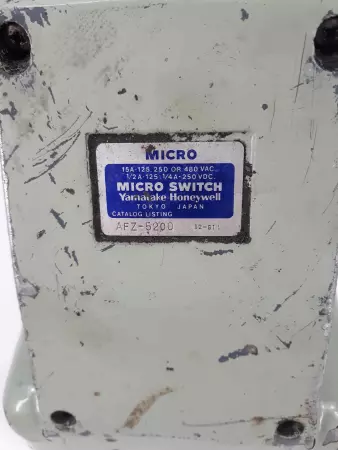 MICRO
15A-125, 250 OR 480 VAC
1/2A-125, 1/4A-250 VDC.
MICRO SWITCH
Yamatake-Honeywell
TOKYO JAPAN
CATALOG LISTING
AFZ-5200